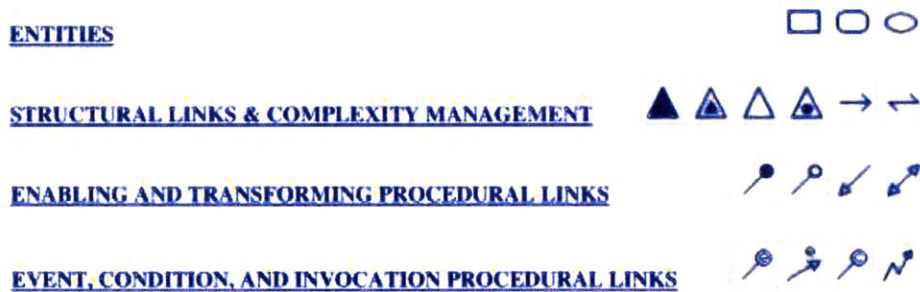 ENTITIES
STRUCTURAL LINKS & COMPLEXITY MANAGEMENT
ENABLING AND TRANSFORMING PROCEDURAL LINKS
EVENT, CONDITION, AND INVOCATION PROCEDURAL LINKS